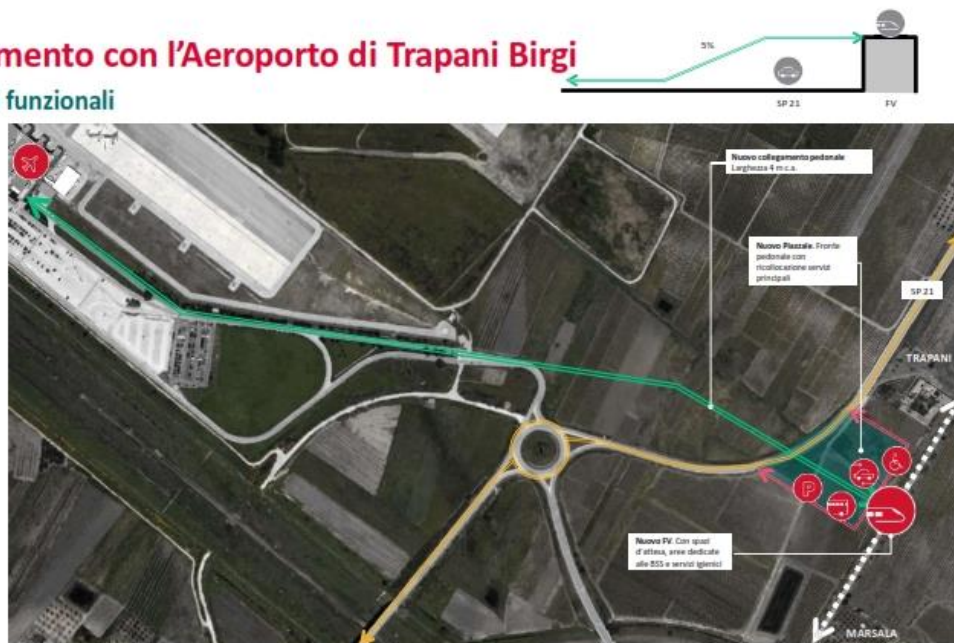 mento con l'Aeroporto di Trapani Birgi
funzionali
5%
SP 21
FV
Nuovo collegamento pedonale
Larghezza 4 m c.a.
Nuovo Piazzale. Fronte
pedonale con
ricollocazione servizi
principali
SP 21
TRAPANI
P
Nuovo FV. Con spazi
d'attesa, aree dedicate
alle BSS e servizi igienici
MARSALA